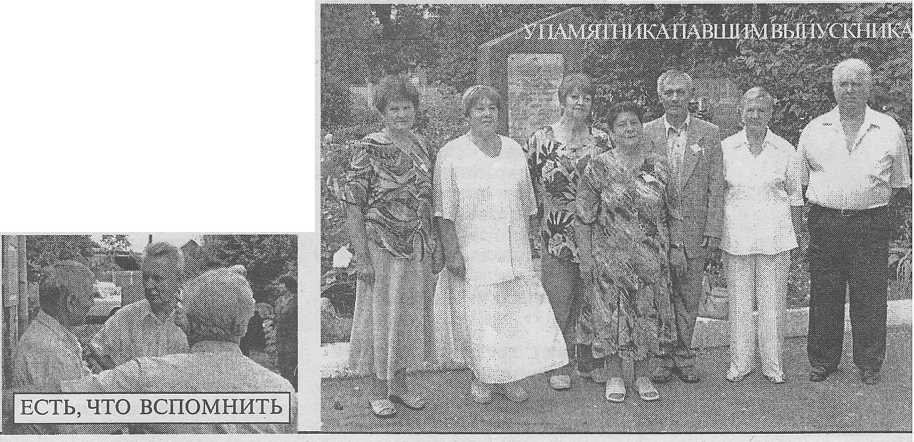 У ПАМЯТНИКА ПАВШИМ ВЫПУСКНИКА
ЕСТЬ, ЧТО ВСПОМНИТЬ